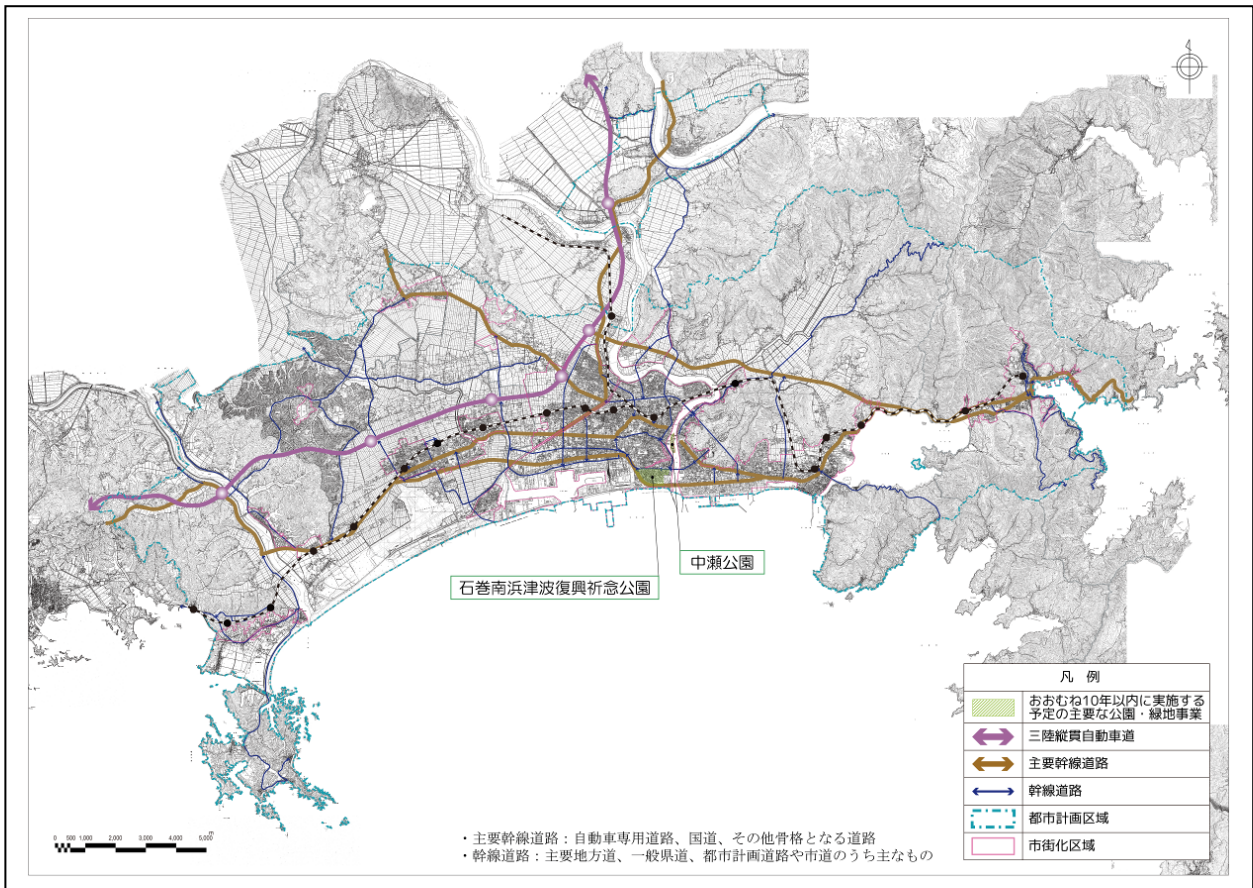 中瀬公園
石巻南浜津波復興祈念公園
凡 例
おおむね10年以内に実施する
予定の主要な公園・緑地事業
三陸縦貫自動車道
主要幹線道路
幹線道路
都市計画区域
市街化区域
0 500 1,000 2,000 3,000 4,000 5,000 m
・主要幹線道路：自動車専用道路、国道、その他骨格となる道路
・幹線道路：主要地方道、一般県道、都市計画道路や市道のうち主なもの